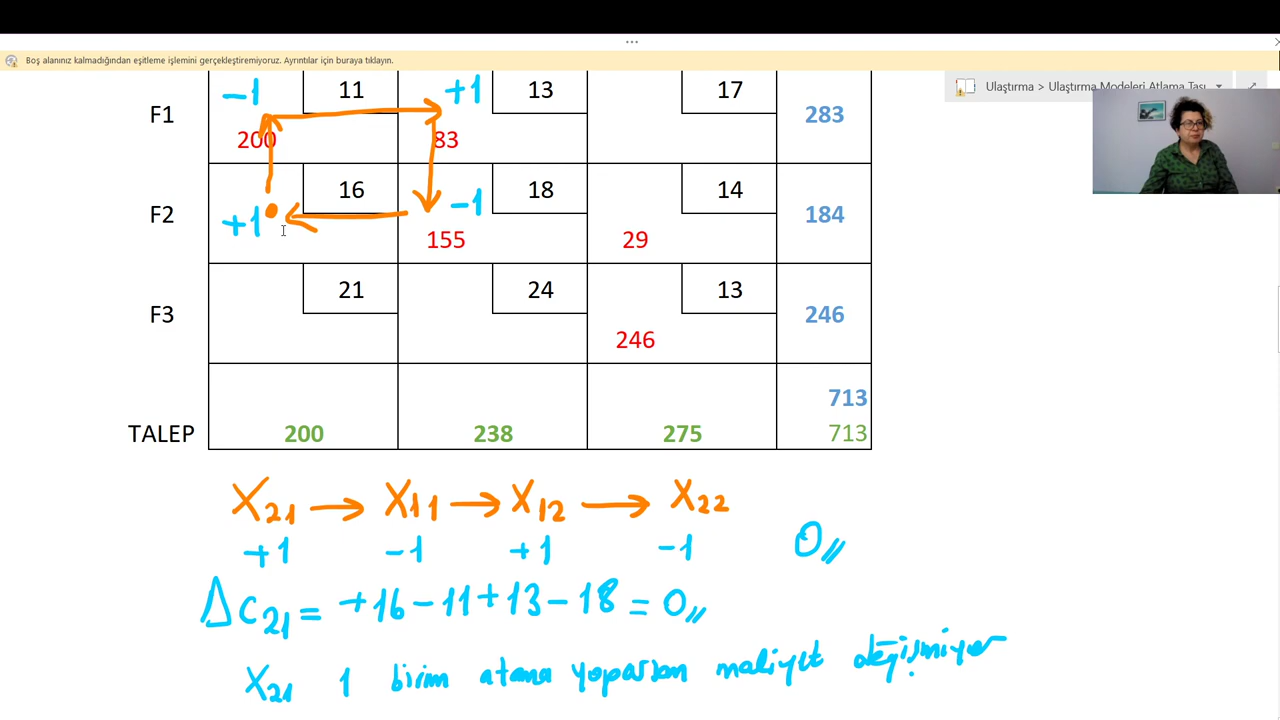 Boş alanınız kalmadığından eşitleme işlemini gerçekleştiremiyoruz. Ayrıntılar için buraya tıklayın.
Ulaştırma > Ulaştırma Modeleri Atlama Taşı
-1 11 +1 13 17
F1 283
200 83
16 18 14
F2 +1 -1 184
155 29
21 24 13
F3 246
246
713
TALEP 200 238 275 713
X21 → X11 → X12 → X22
+1 -1 +1 -1 0//
ΔC21 = +16-11+13-18 = 0//
X21 1 birim atama yaparsam maliyet değişmiyor